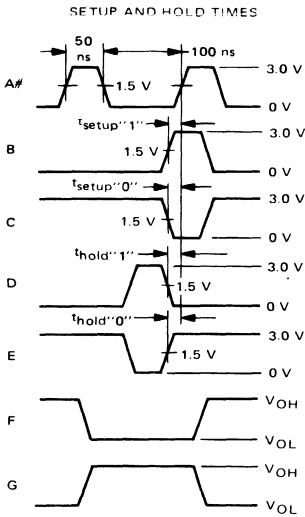 SETUP AND HOLD TIMES
50 ns
100 ns
A#
1.5 V
3.0 V
0 V
tsetup"1"
B
1.5 V
3.0 V
0 V
tsetup"0"
C
1.5 V
3.0 V
0 V
thold"1"
D
1.5 V
3.0 V
0 V
thold"0"
E
1.5 V
3.0 V
0 V
F
VOH
VOL
G
VOH
VOL